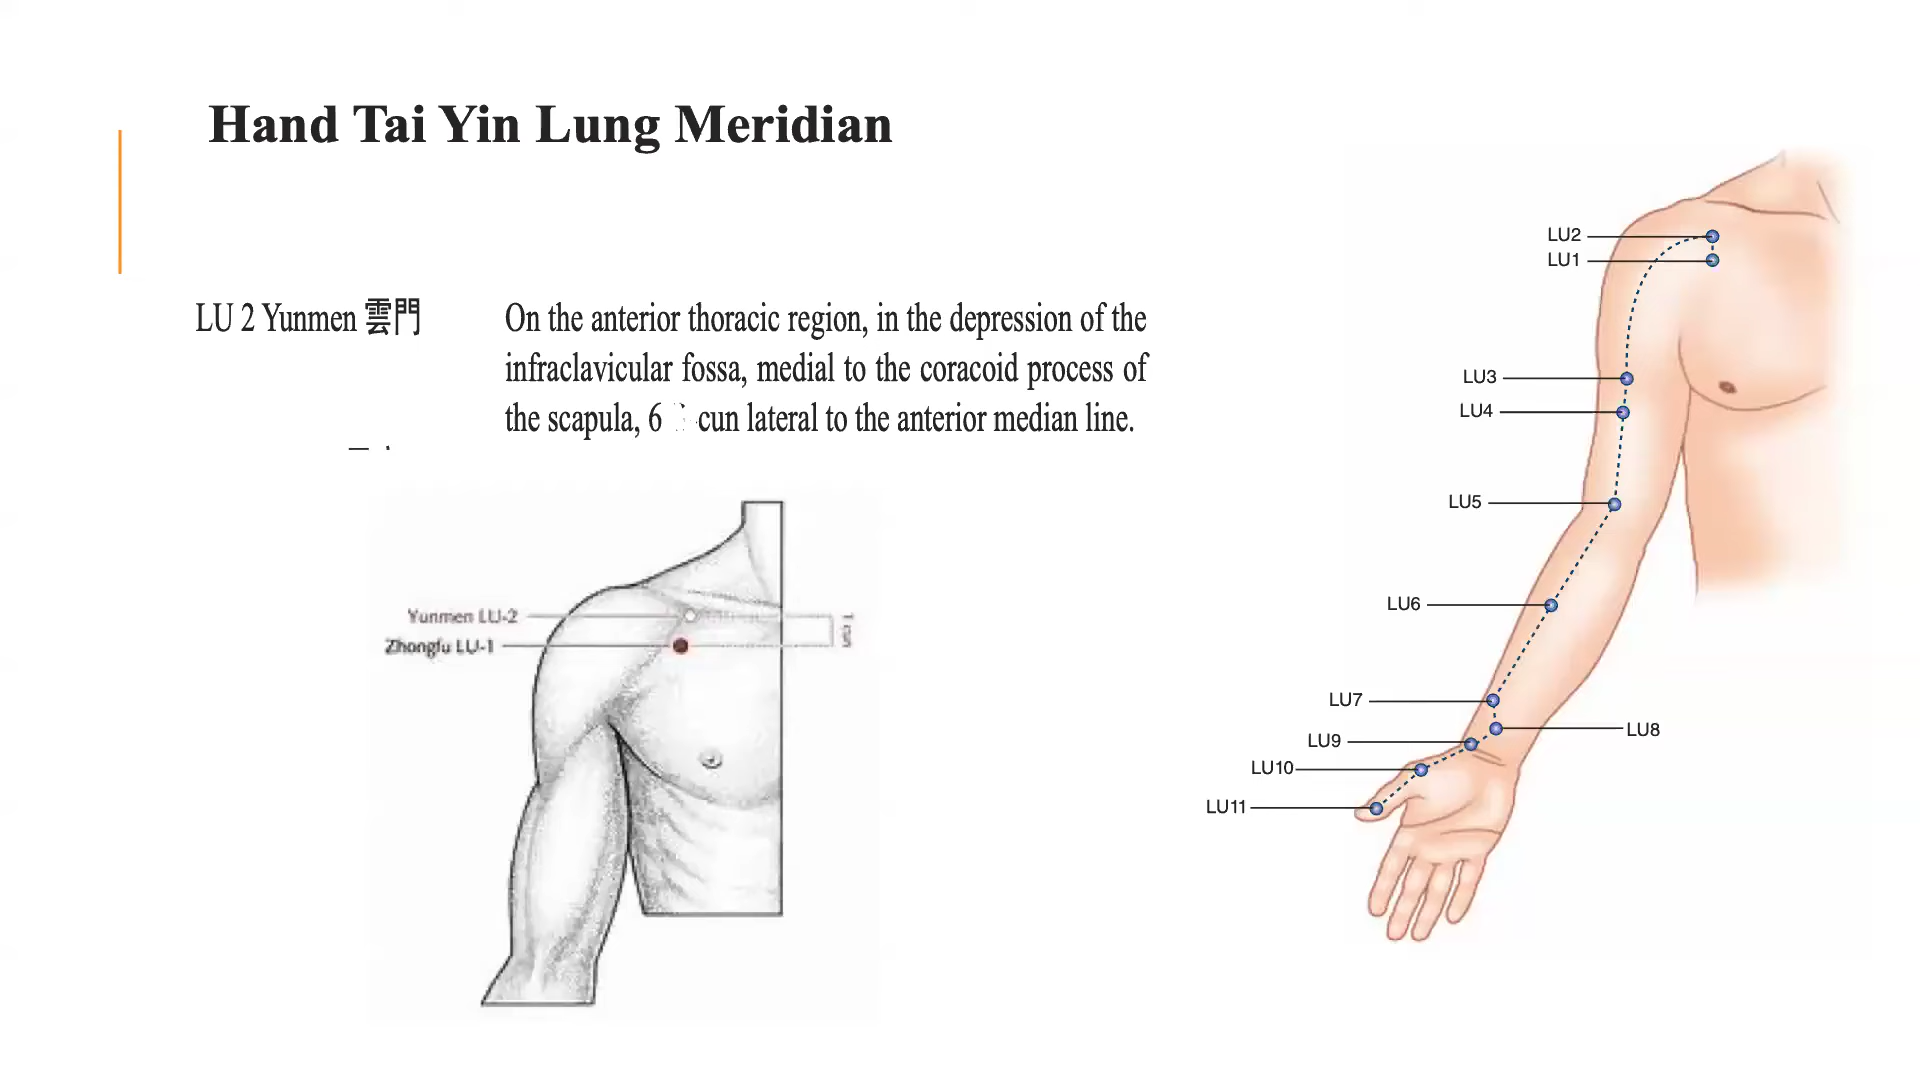 Hand Tai Yin Lung Meridian
LU 2 Yunmen 雲門
On the anterior thoracic region, in the depression of the
infraclavicular fossa, medial to the coracoid process of
the scapula, 6 cun lateral to the anterior median line.
Yunmen LU-2
Zhongfu LU-1
LU2
LU1
LU3
LU4
LU5
LU6
LU7
LU8
LU9
LU10
LU11